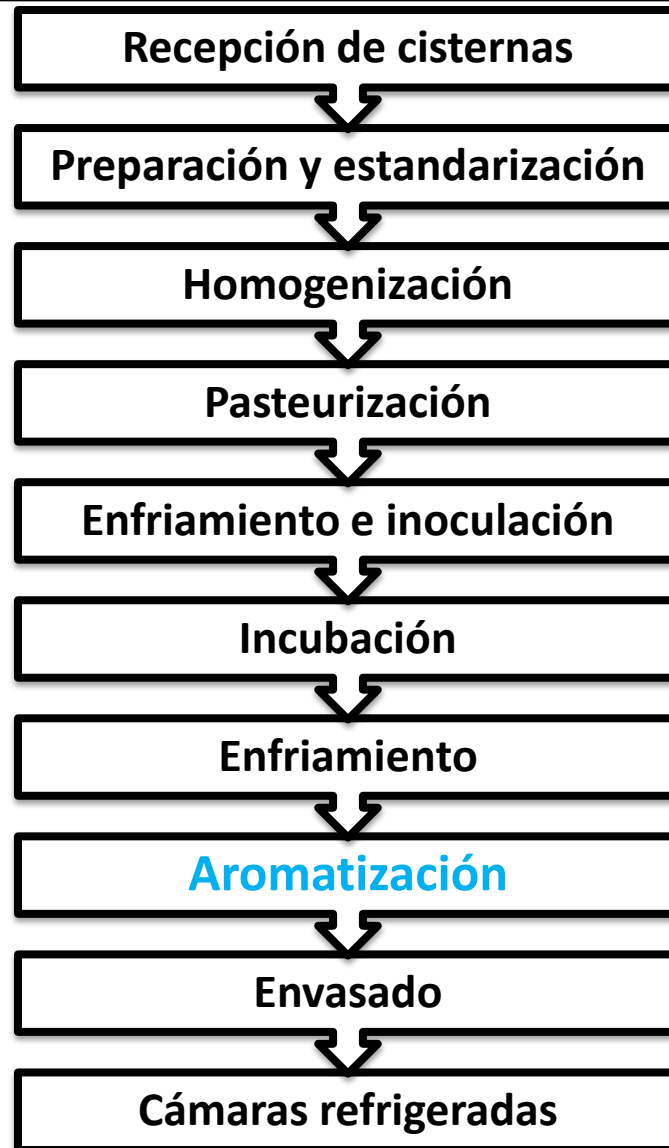 Recepción de cisternas
Preparación y estandarización
Homogenización
Pasteurización
Enfriamiento e inoculación
Incubación
Enfriamiento
Aromatización
Envasado
Cámaras refrigeradas